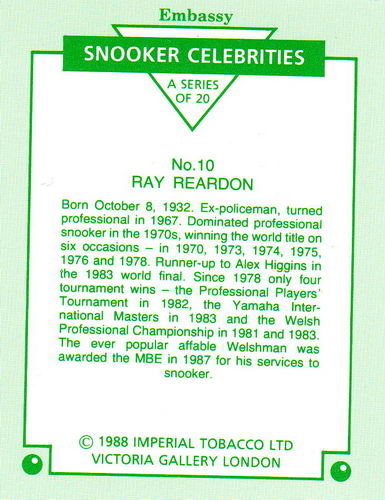 Embassy
SNOOKER CELEBRITIES
A SERIES
OF 20
No.10
RAY REARDON
Born October 8, 1932. Ex-policeman, turned
professional in 1967. Dominated professional
snooker in the 1970s, winning the world title on
six occasions – in 1970, 1973, 1974, 1975,
1976 and 1978. Runner-up to Alex Higgins in
the 1983 world final. Since 1978 only four
tournament wins – the Professional Players'
Tournament in 1982, the Yamaha Inter-
national Masters in 1983 and the Welsh
Professional Championship in 1981 and 1983.
The ever popular affable Welshman was
awarded the MBE in 1987 for his services to
snooker.
© 1988 IMPERIAL TOBACCO LTD
VICTORIA GALLERY LONDON